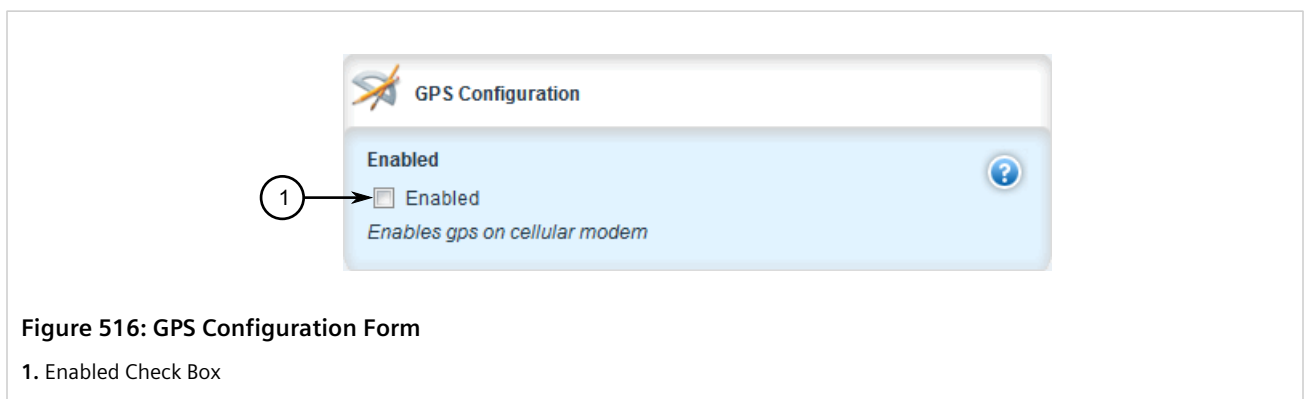 GPS Configuration
Enabled
1
Enabled
Enables gps on cellular modem
Figure 516: GPS Configuration Form
1. Enabled Check Box